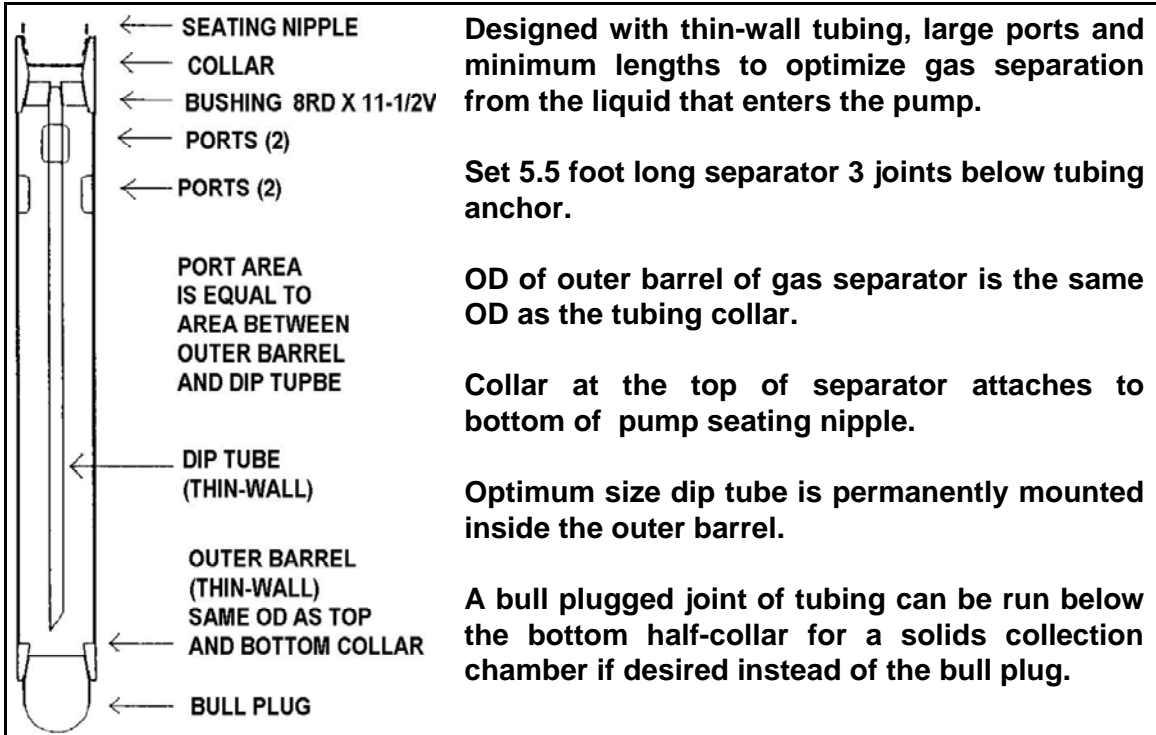 SEATING NIPPLE
COLLAR
BUSHING 8RD X 11-1/2V
PORTS (2)
PORTS (2)
PORT AREA
IS EQUAL TO
AREA BETWEEN
OUTER BARREL
AND DIP TUPBE
DIP TUBE
(THIN-WALL)
OUTER BARREL
(THIN-WALL)
SAME OD AS TOP
AND BOTTOM COLLAR
BULL PLUG
Designed with thin-wall tubing, large ports and
minimum lengths to optimize gas separation
from the liquid that enters the pump.
Set 5.5 foot long separator 3 joints below tubing
anchor.
OD of outer barrel of gas separator is the same
OD as the tubing collar.
Collar at the top of separator attaches to
bottom of pump seating nipple.
Optimum size dip tube is permanently mounted
inside the outer barrel.
A bull plugged joint of tubing can be run below
the bottom half-collar for a solids collection
chamber if desired instead of the bull plug.